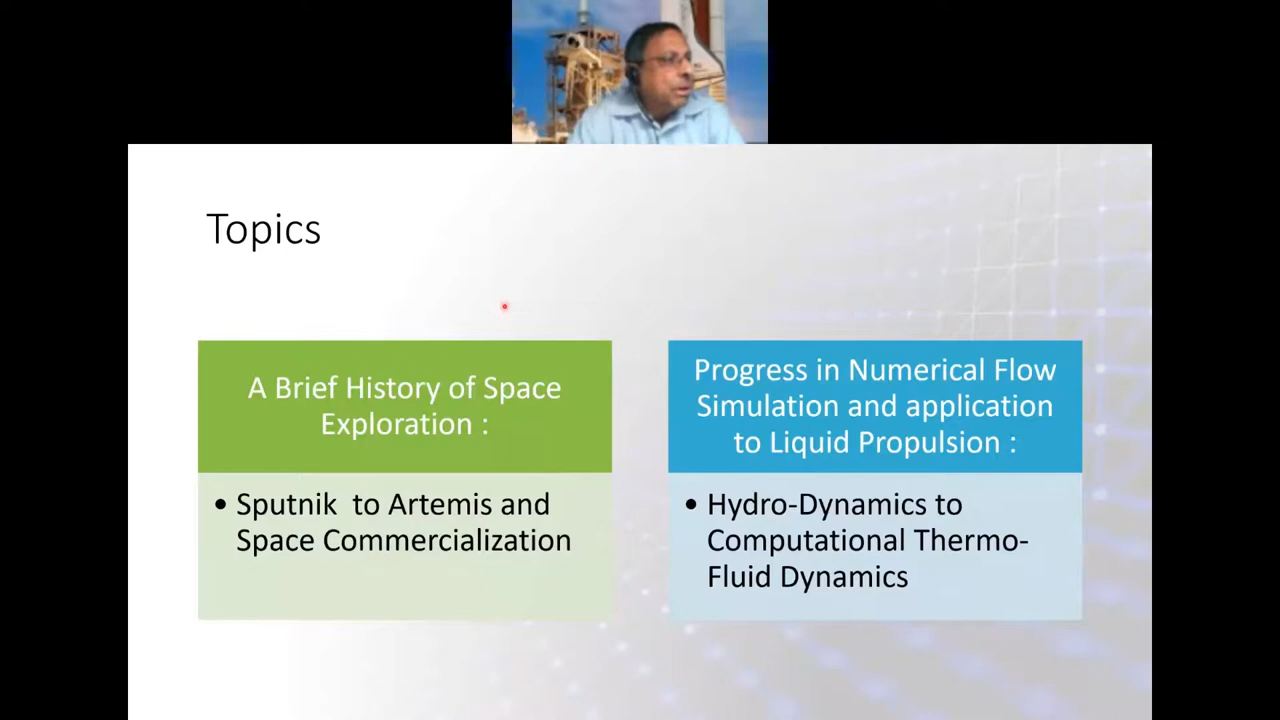 Topics
A Brief History of Space
Exploration :
• Sputnik to Artemis and
Space Commercialization
Progress in Numerical Flow
Simulation and application
to Liquid Propulsion :
• Hydro-Dynamics to
Computational Thermo-
Fluid Dynamics